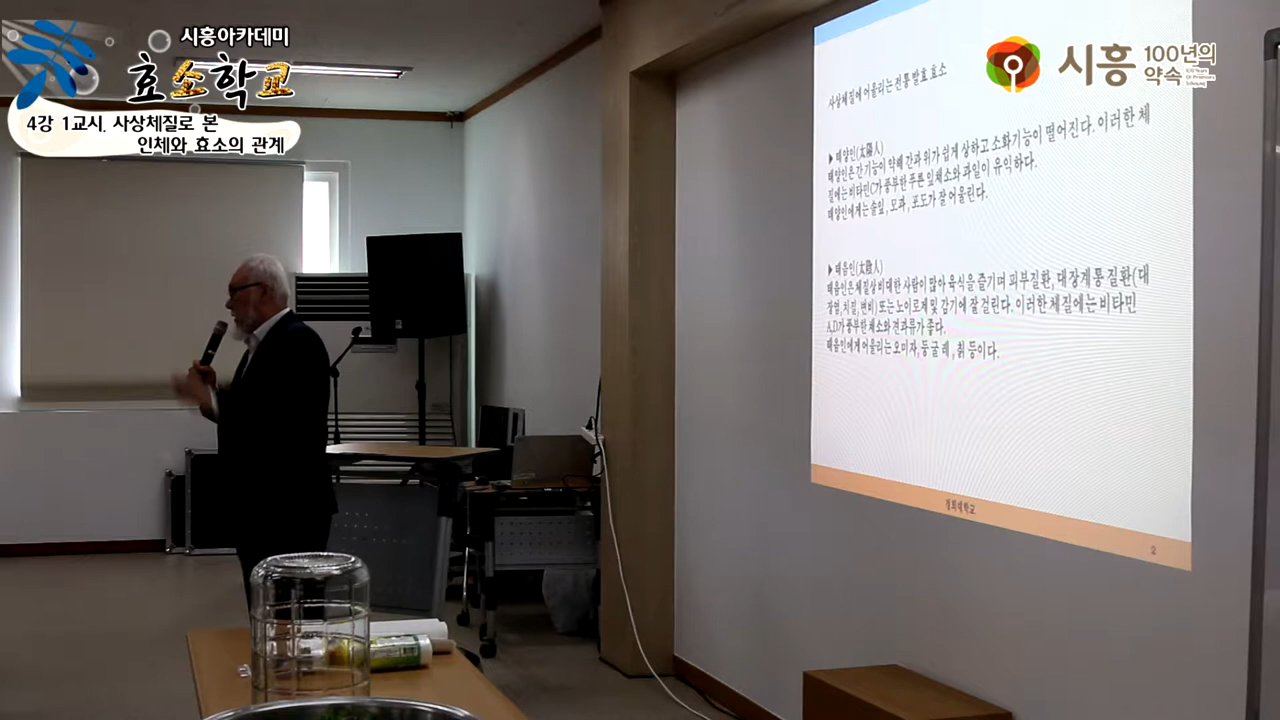 시흥아카데미
효소학교
4강 1교시. 사상체질로 본
인체와 효소의 관계
시흥 100년의
약속
사상체질에 어울리는 전통 발효 효소
▶태양인(太陽人)
태양인은 간기능이 약해 간과 위가 쉽게 상하고 소화기능이 떨어진다. 이러한 체
질에는 비타민C가 풍부한 푸른 잎채소와 과일이 유익하다.
태양인에게는 솔잎, 모과, 포도가 잘 어울린다.
▶태음인(太陰人)
태음인은 체질상 비대한 사람이 많아 육식을 즐기며 피부질환, 대장계통 질환(대
장염, 치질, 변비) 또는 노이로제 및 감기에 잘 걸린다. 이러한 체질에는 비타민
A,D가 풍부한 채소와 견과류가 좋다.
태음인에게 어울리는 오미자, 둥굴레, 칡 등이다.
경희대학교